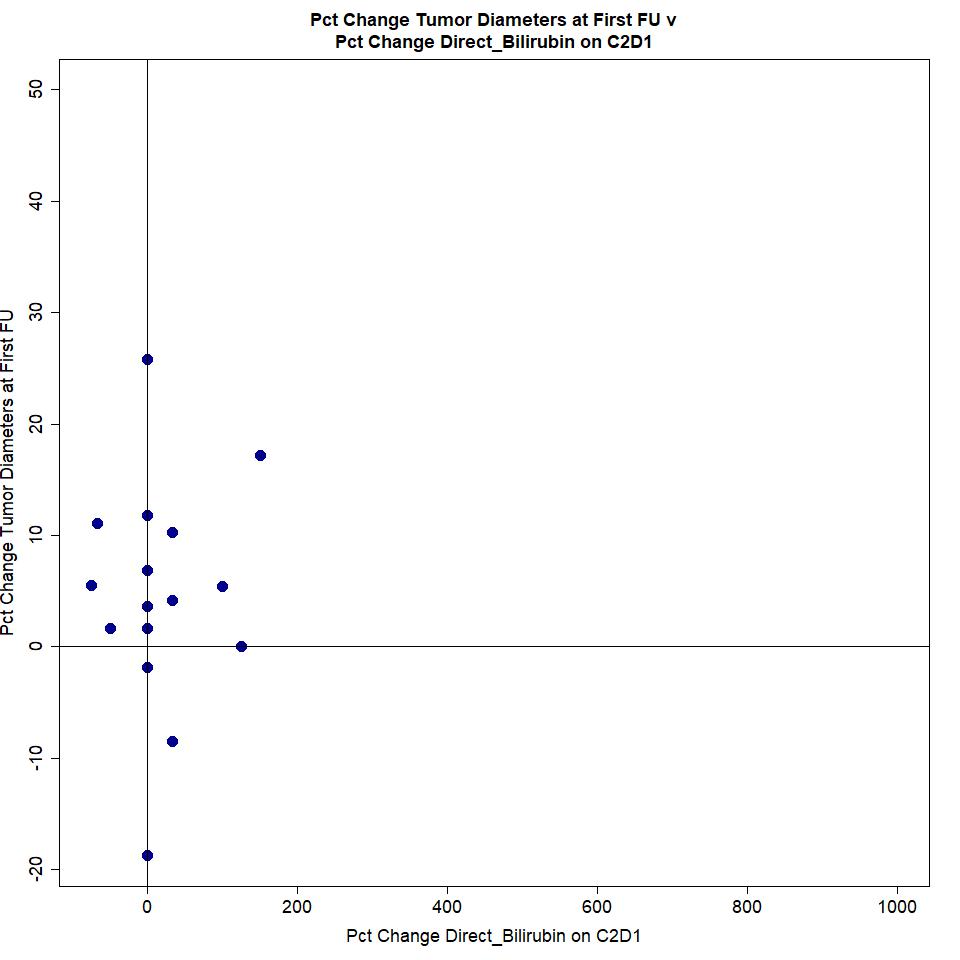 Pct Change Tumor Diameters at First FU v
Pct Change Direct_Bilirubin on C2D1
Pct Change Tumor Diameters at First FU
50
40
30
20
10
0
-10
-20
0 200 400 600 800 1000
Pct Change Direct_Bilirubin on C2D1